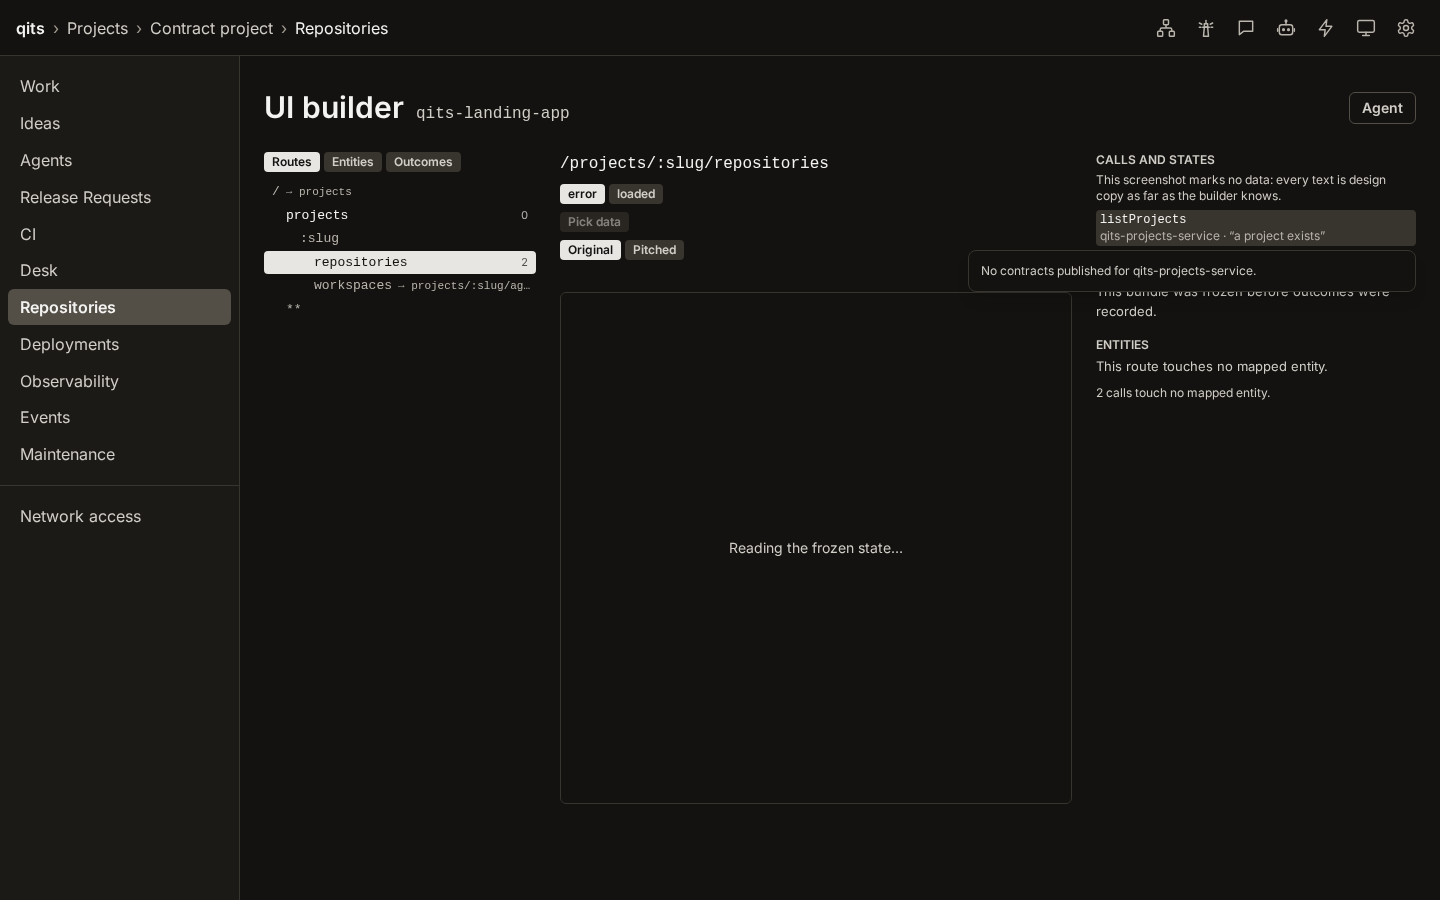 qits › Projects › Contract project › Repositories
Work
Ideas
Agents
Release Requests
CI
Desk
Repositories
Deployments
Observability
Events
Maintenance
Network access
UI builder qits-landing-app
Agent
Routes Entities Outcomes
/ → projects
projects 0
:slug
repositories 2
workspaces → projects/:slug/ag…
**
/projects/:slug/repositories
error loaded
Pick data
Original Pitched
Reading the frozen state…
CALLS AND STATES
This screenshot marks no data: every text is design
copy as far as the builder knows.
listProjects
qits-projects-service · “a project exists”
No contracts published for qits-projects-service.
This bundle was frozen before outcomes were
recorded.
ENTITIES
This route touches no mapped entity.
2 calls touch no mapped entity.